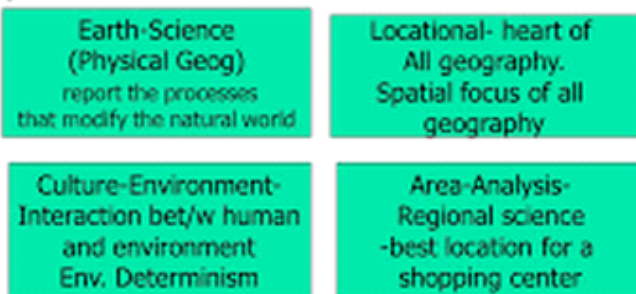 Earth-Science
(Physical Geog)
report the processes
that modify the natural world
Locational- heart of
All geography.
Spatial focus of all
geography
Culture-Environment-
Interaction bet/w human
and environment
Env. Determinism
Area-Analysis-
Regional science
-best location for a
shopping center